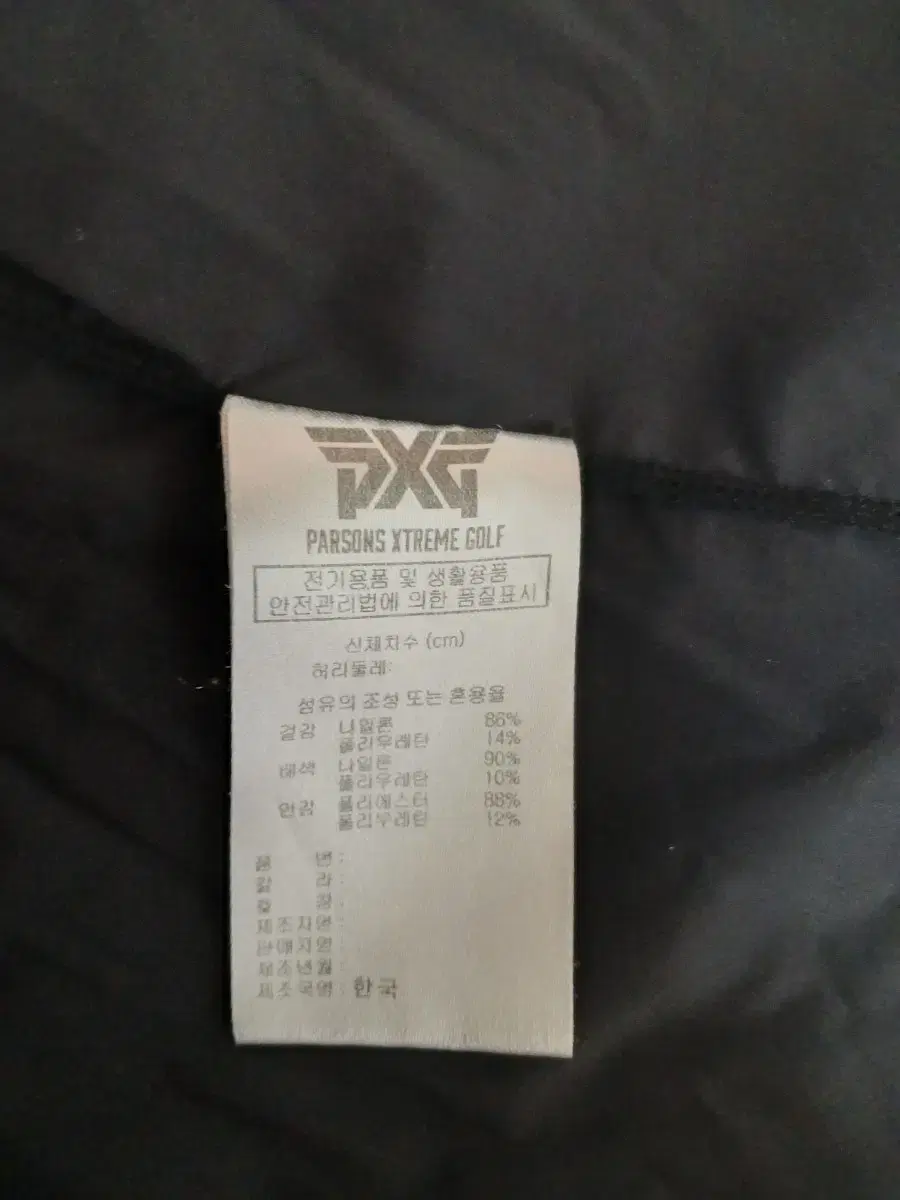 PXG
PARSONS XTREME GOLF
전기용품 및 생활용품
안전관리법에 의한 품질표시
신체치수 (cm)
허리둘레:
섬유의 조성 또는 혼용율
겉감 나일론 86%
폴리우레탄 14%
배색 나일론 90%
폴리우레탄 10%
안감 폴리에스터 88%
폴리우레탄 12%
품 번 :
칼 라 :
호 칭 :
제조자명 :
판매자명 :
제조년월 :
제조국명 : 한국